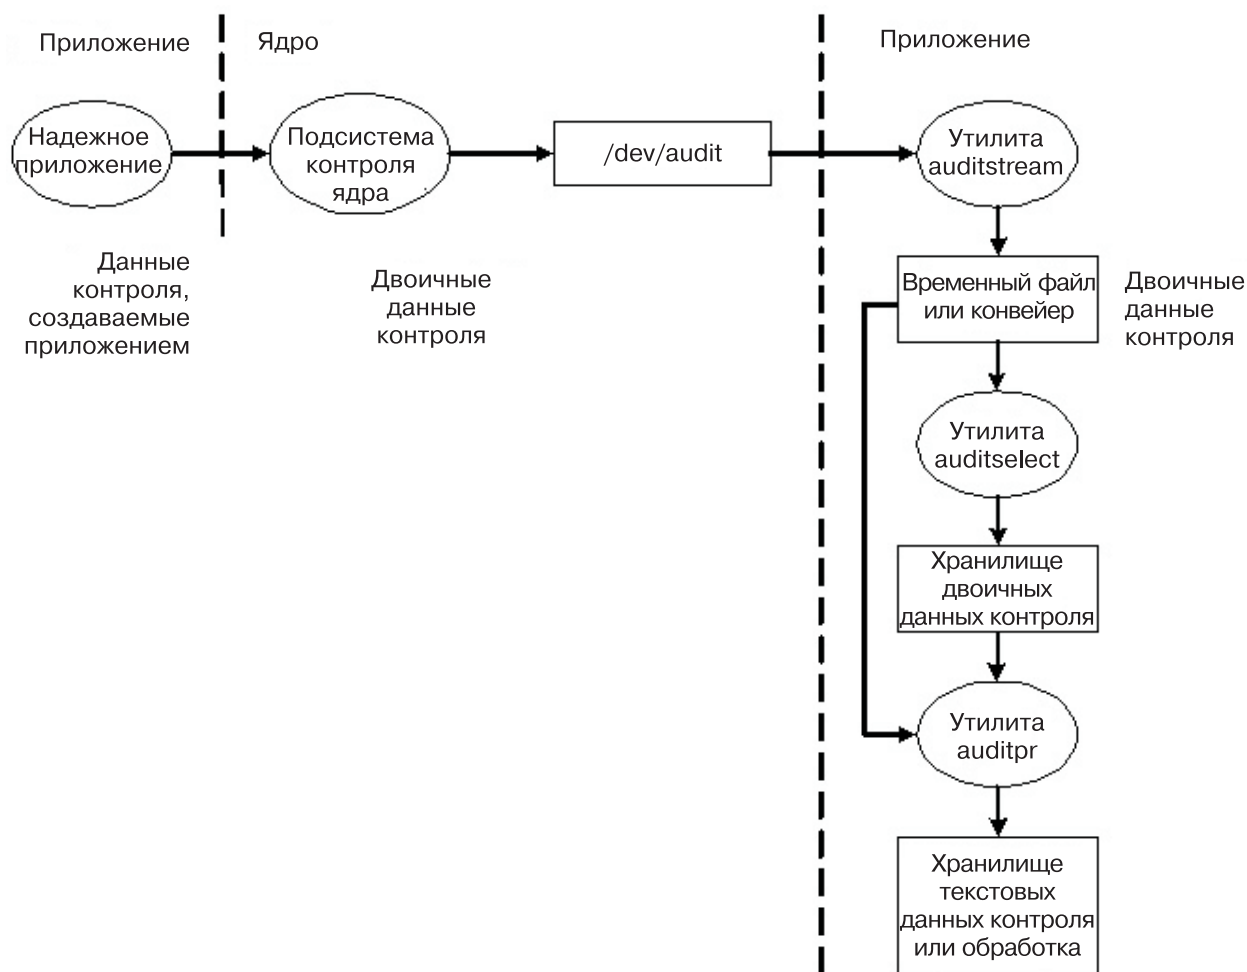 Приложение
Ядро
Приложение
Надежное
приложение
Подсистема
контроля
ядра
/dev/audit
Утилита
auditstream
Данные
контроля,
создаваемые
приложением
Двоичные
данные
контроля
Временный файл
или конвейер
Двоичные
данные
контроля
Утилита
auditselect
Хранилище
двоичных
данных контроля
Утилита
auditpr
Хранилище
текстовых
данных контроля
или обработка